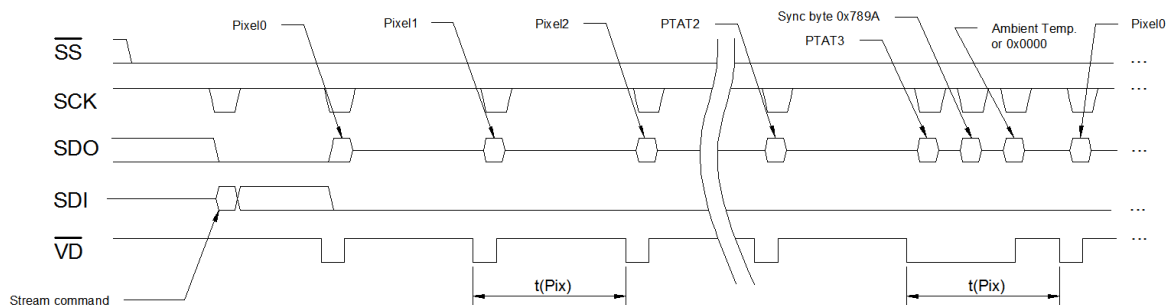 Pixel0
Pixel1
Pixel2
PTAT2
Sync byte 0x789A
PTAT3
Ambient Temp.
or 0x0000
Pixel0
SS
...
SCK
...
SDO
...
SDI
...
VD
...
t(Pix)
t(Pix)
Stream command